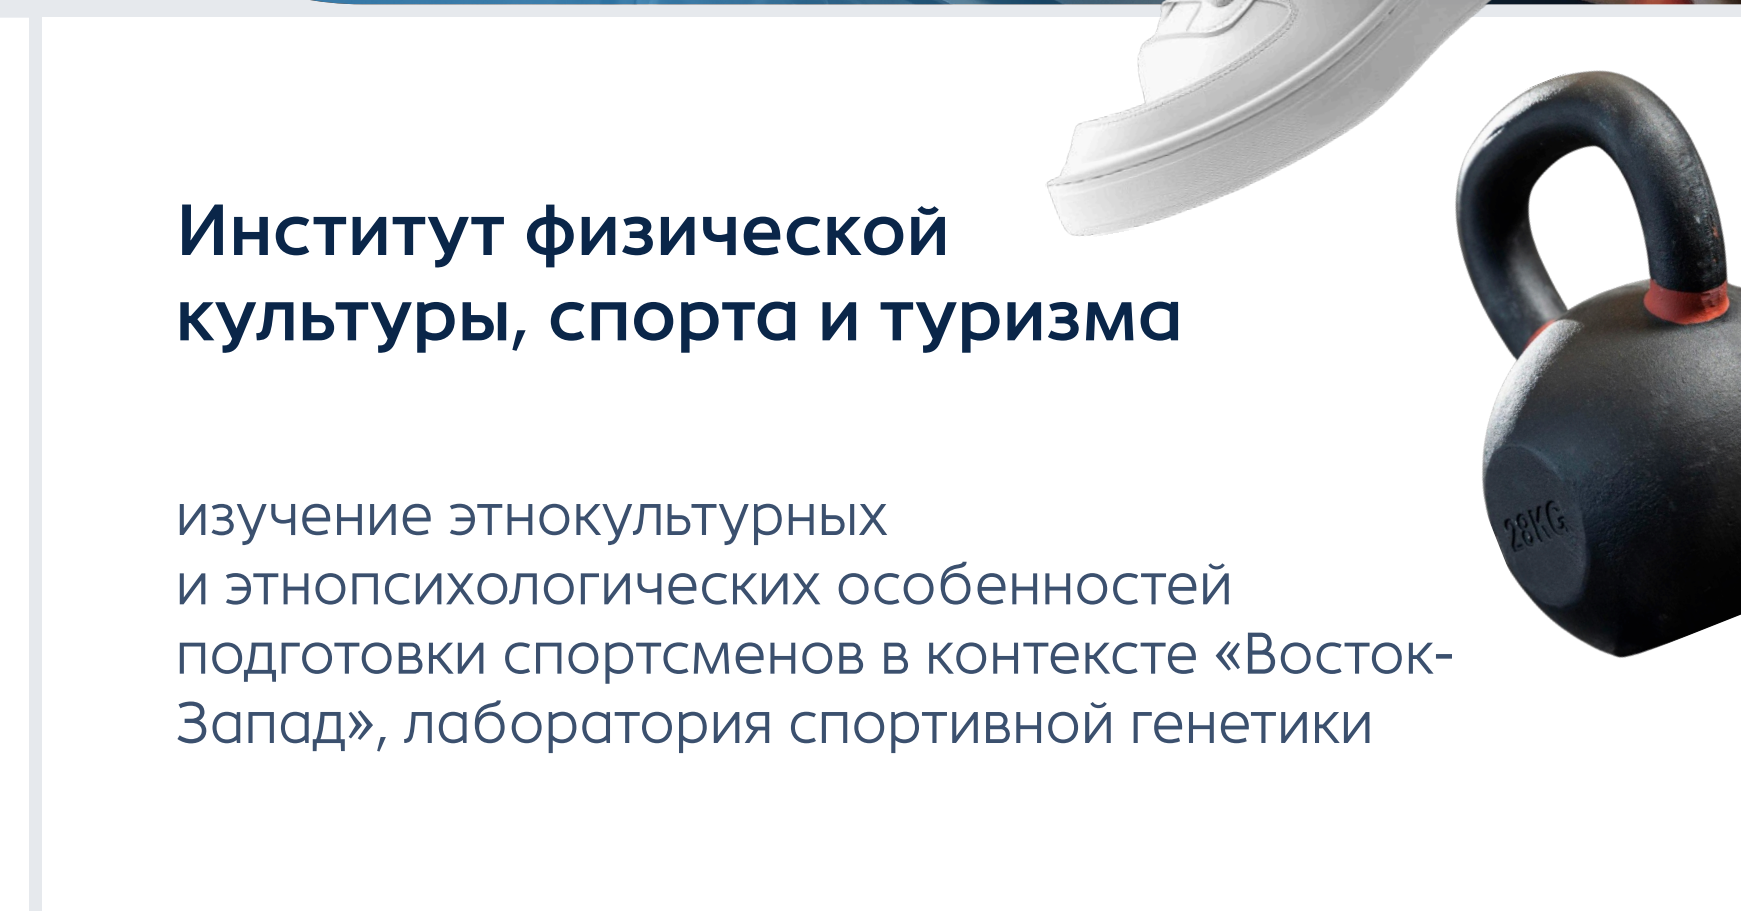 Институт физической
культуры, спорта и туризма
изучение этнокультурных
и этнопсихологических особенностей
подготовки спортсменов в контексте «Восток-
Запад», лаборатория спортивной генетики
28KG